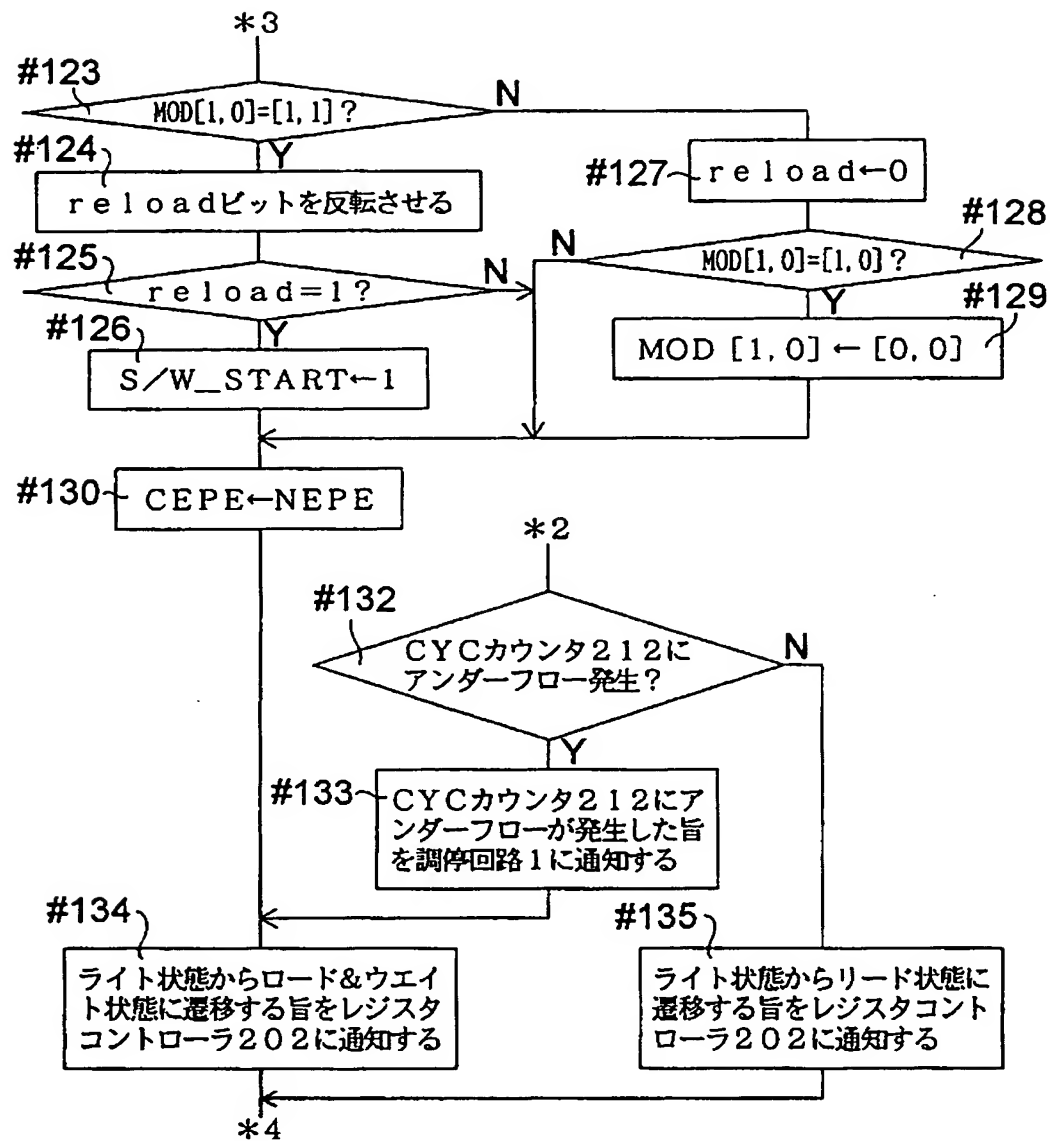 *3
#123
MOD[1,0]=[1,1]?
N
Y
#124
reloadビットを反転させる
#127
reload←0
#125
reload=1?
N
Y
#128
MOD[1,0]=[1,0]?
N
Y
#126
S/W_START←1
#129
MOD [1,0]←[0,0]
#130
CEPE←NEPE
*2
#132
CYCカウンタ212に
アンダーフロー発生?
N
Y
#133
CYCカウンタ212にア
ンダーフローが発生した旨
を調停回路1に通知する
#134
ライト状態からロード&ウエイ
ト状態に遷移する旨をレジスタ
コントローラ202に通知する
#135
ライト状態からリード状態に
遷移する旨をレジスタコント
ローラ202に通知する
*4